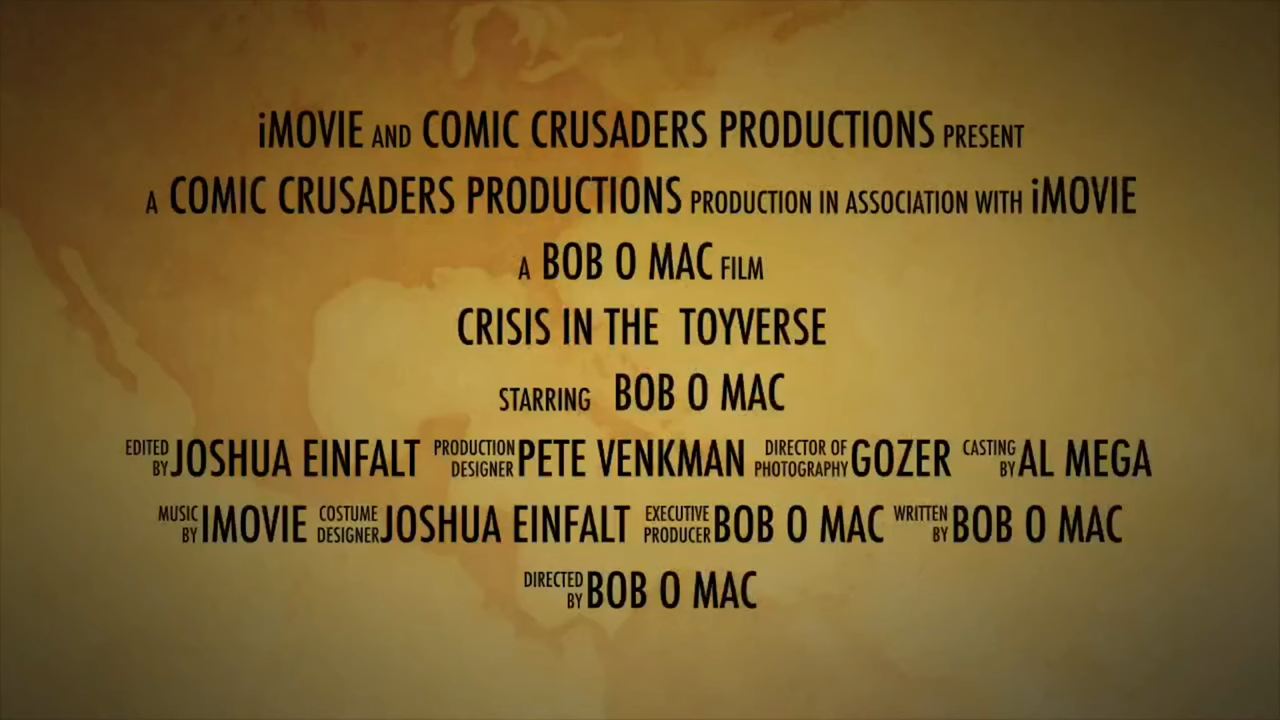 iMOVIE AND COMIC CRUSADERS PRODUCTIONS PRESENT
A COMIC CRUSADERS PRODUCTIONS PRODUCTION IN ASSOCIATION WITH iMOVIE
A BOB O MAC FILM
CRISIS IN THE TOYVERSE
STARRING BOB O MAC
EDITED BY JOSHUA EINFALT PRODUCTION DESIGNER PETE VENKMAN DIRECTOR OF PHOTOGRAPHY GOZER CASTING BY AL MEGA
MUSIC BY IMOVIE COSTUME DESIGNER JOSHUA EINFALT EXECUTIVE PRODUCER BOB O MAC WRITTEN BY BOB O MAC
DIRECTED BY BOB O MAC